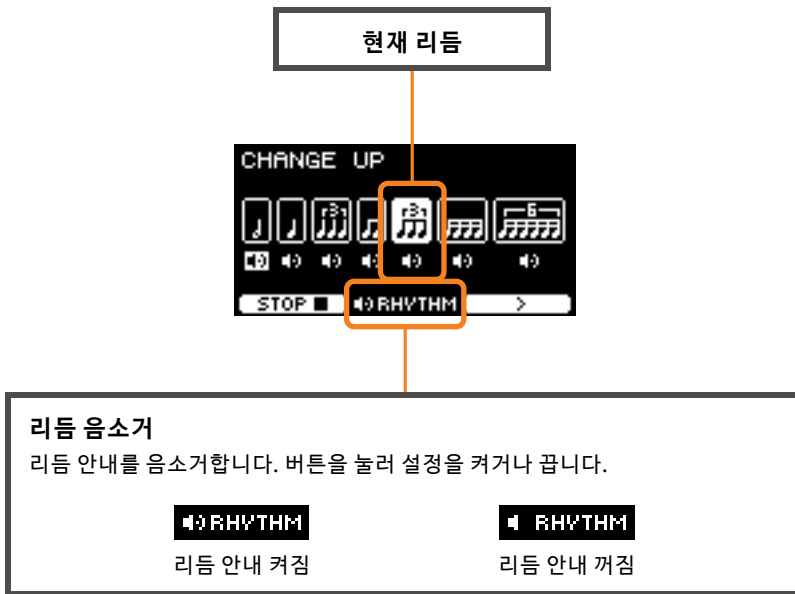 현재 리듬
CHANGE UP
3 3 6
STOP ■ RHYTHM >
리듬 음소거
리듬 안내를 음소거합니다. 버튼을 눌러 설정을 켜거나 끕니다.
RHYTHM RHYTHM
리듬 안내 켜짐 리듬 안내 꺼짐